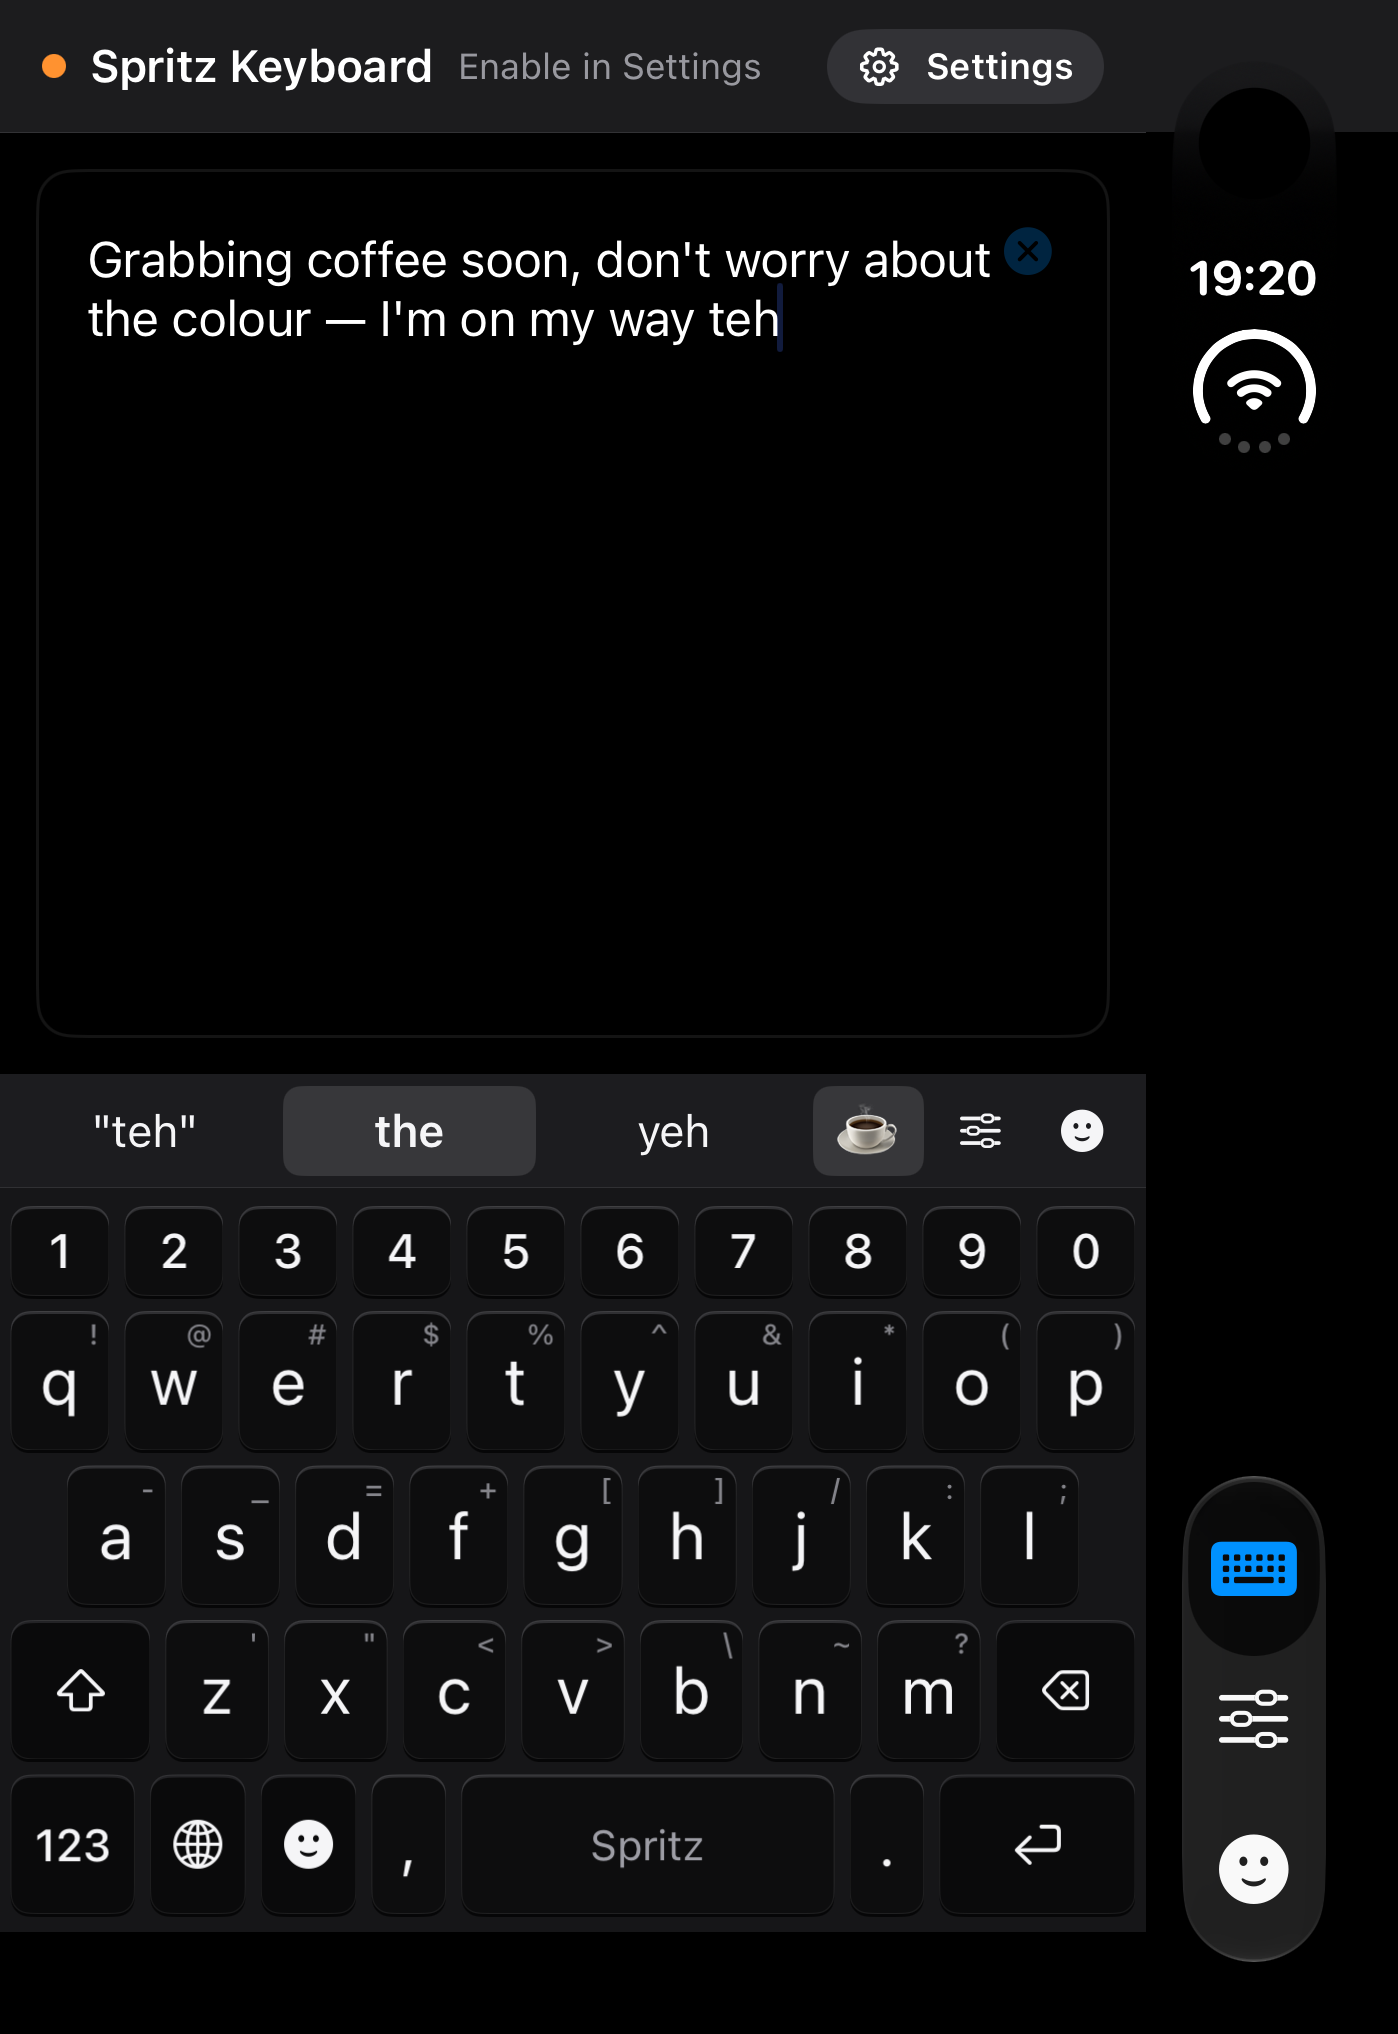 Spritz Keyboard Enable in Settings Settings
19:20
Grabbing coffee soon, don't worry about
the colour — I'm on my way teh
"teh" the yeh
1 2 3 4 5 6 7 8 9 0
! @ # $ % ^ & * ( )
q w e r t y u i o p
- _ = + [ ] / : ;
a s d f g h j k l
' " < > \ ~ ?
z x c v b n m
123 , Spritz .